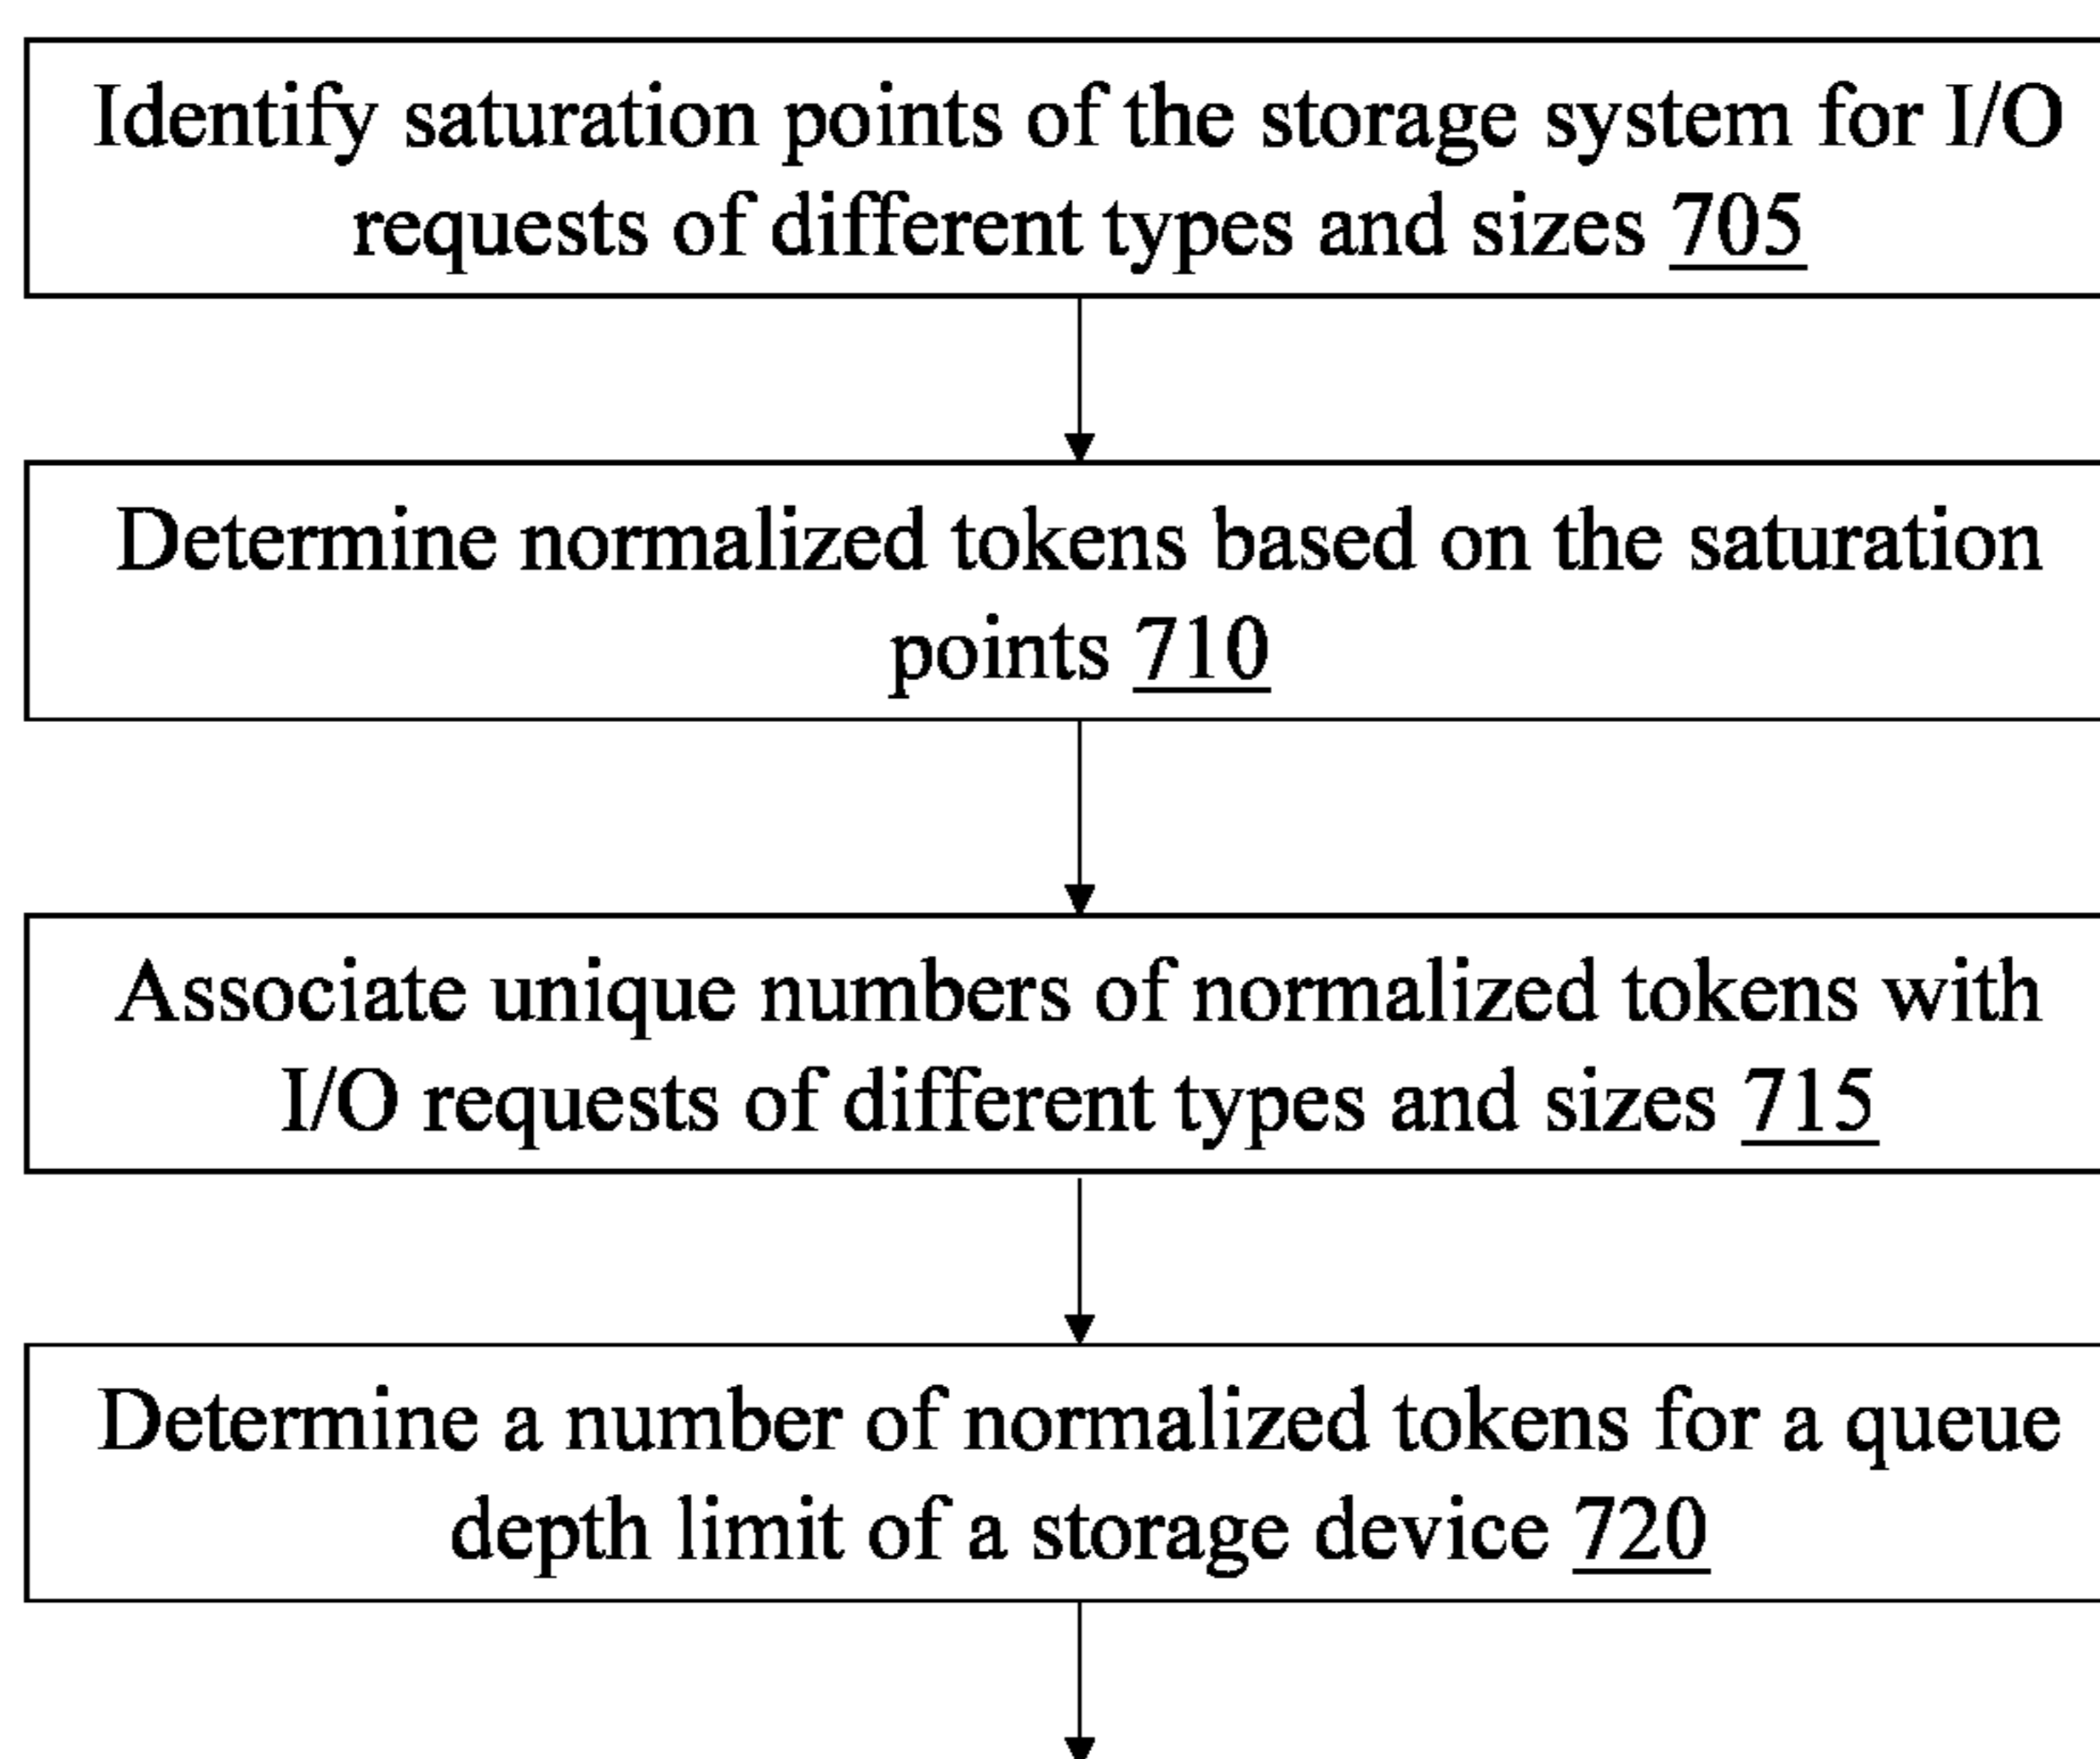 Identify saturation points of the storage system for I/O
requests of different types and sizes 705
Determine normalized tokens based on the saturation
points 710
Associate unique numbers of normalized tokens with
I/O requests of different types and sizes 715
Determine a number of normalized tokens for a queue
depth limit of a storage device 720